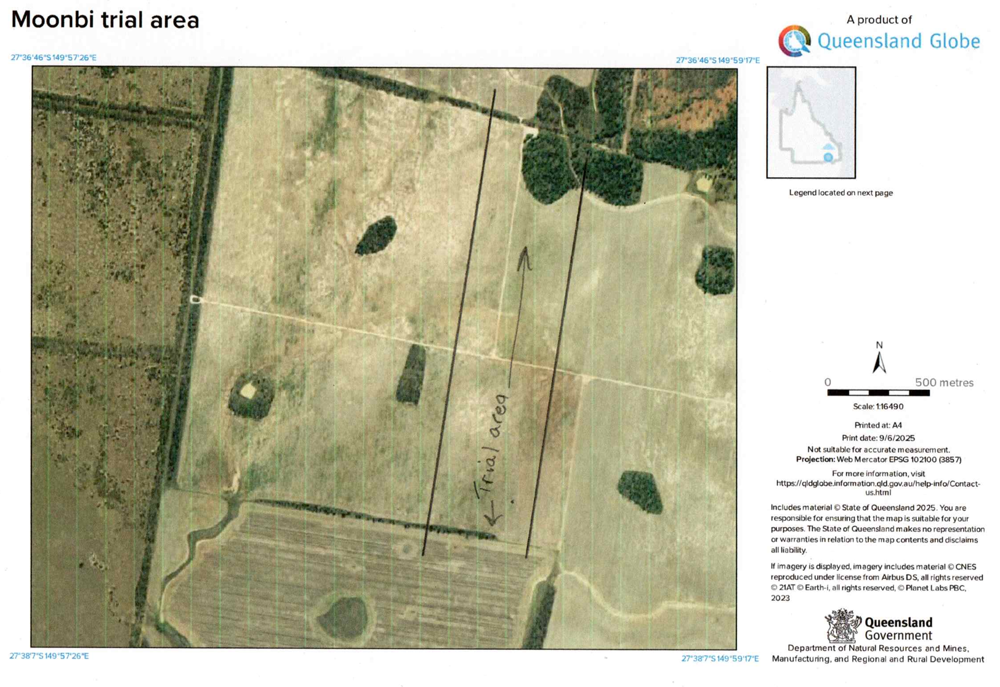 Moonbi trial area
A product of
Queensland Globe
27°36'46"S 149°57'26"E
27°36'46"S 149°59'17"E
Legend located on next page
← Trial area →
N
0 500 metres
Scale: 1:16490
Printed at: A4
Print date: 9/6/2025
Not suitable for accurate measurement.
Projection: Web Mercator EPSG 102100 (3857)
For more information, visit
https://qldglobe.information.qld.gov.au/help-info/Contact-
us.html
Includes material © State of Queensland 2025. You are
responsible for ensuring that the map is suitable for your
purposes. The State of Queensland makes no representation
or warranties in relation to the map contents and disclaims
all liability.
If imagery is displayed, imagery includes material © CNES
reproduced under license from Airbus DS, all rights reserved
© 21AT © Earth-i, all rights reserved, © Planet Labs PBC,
2023
Queensland
Government
Department of Natural Resources and Mines,
Manufacturing, and Regional and Rural Development
27°38'7"S 149°57'26"E
27°38'7"S 149°59'17"E